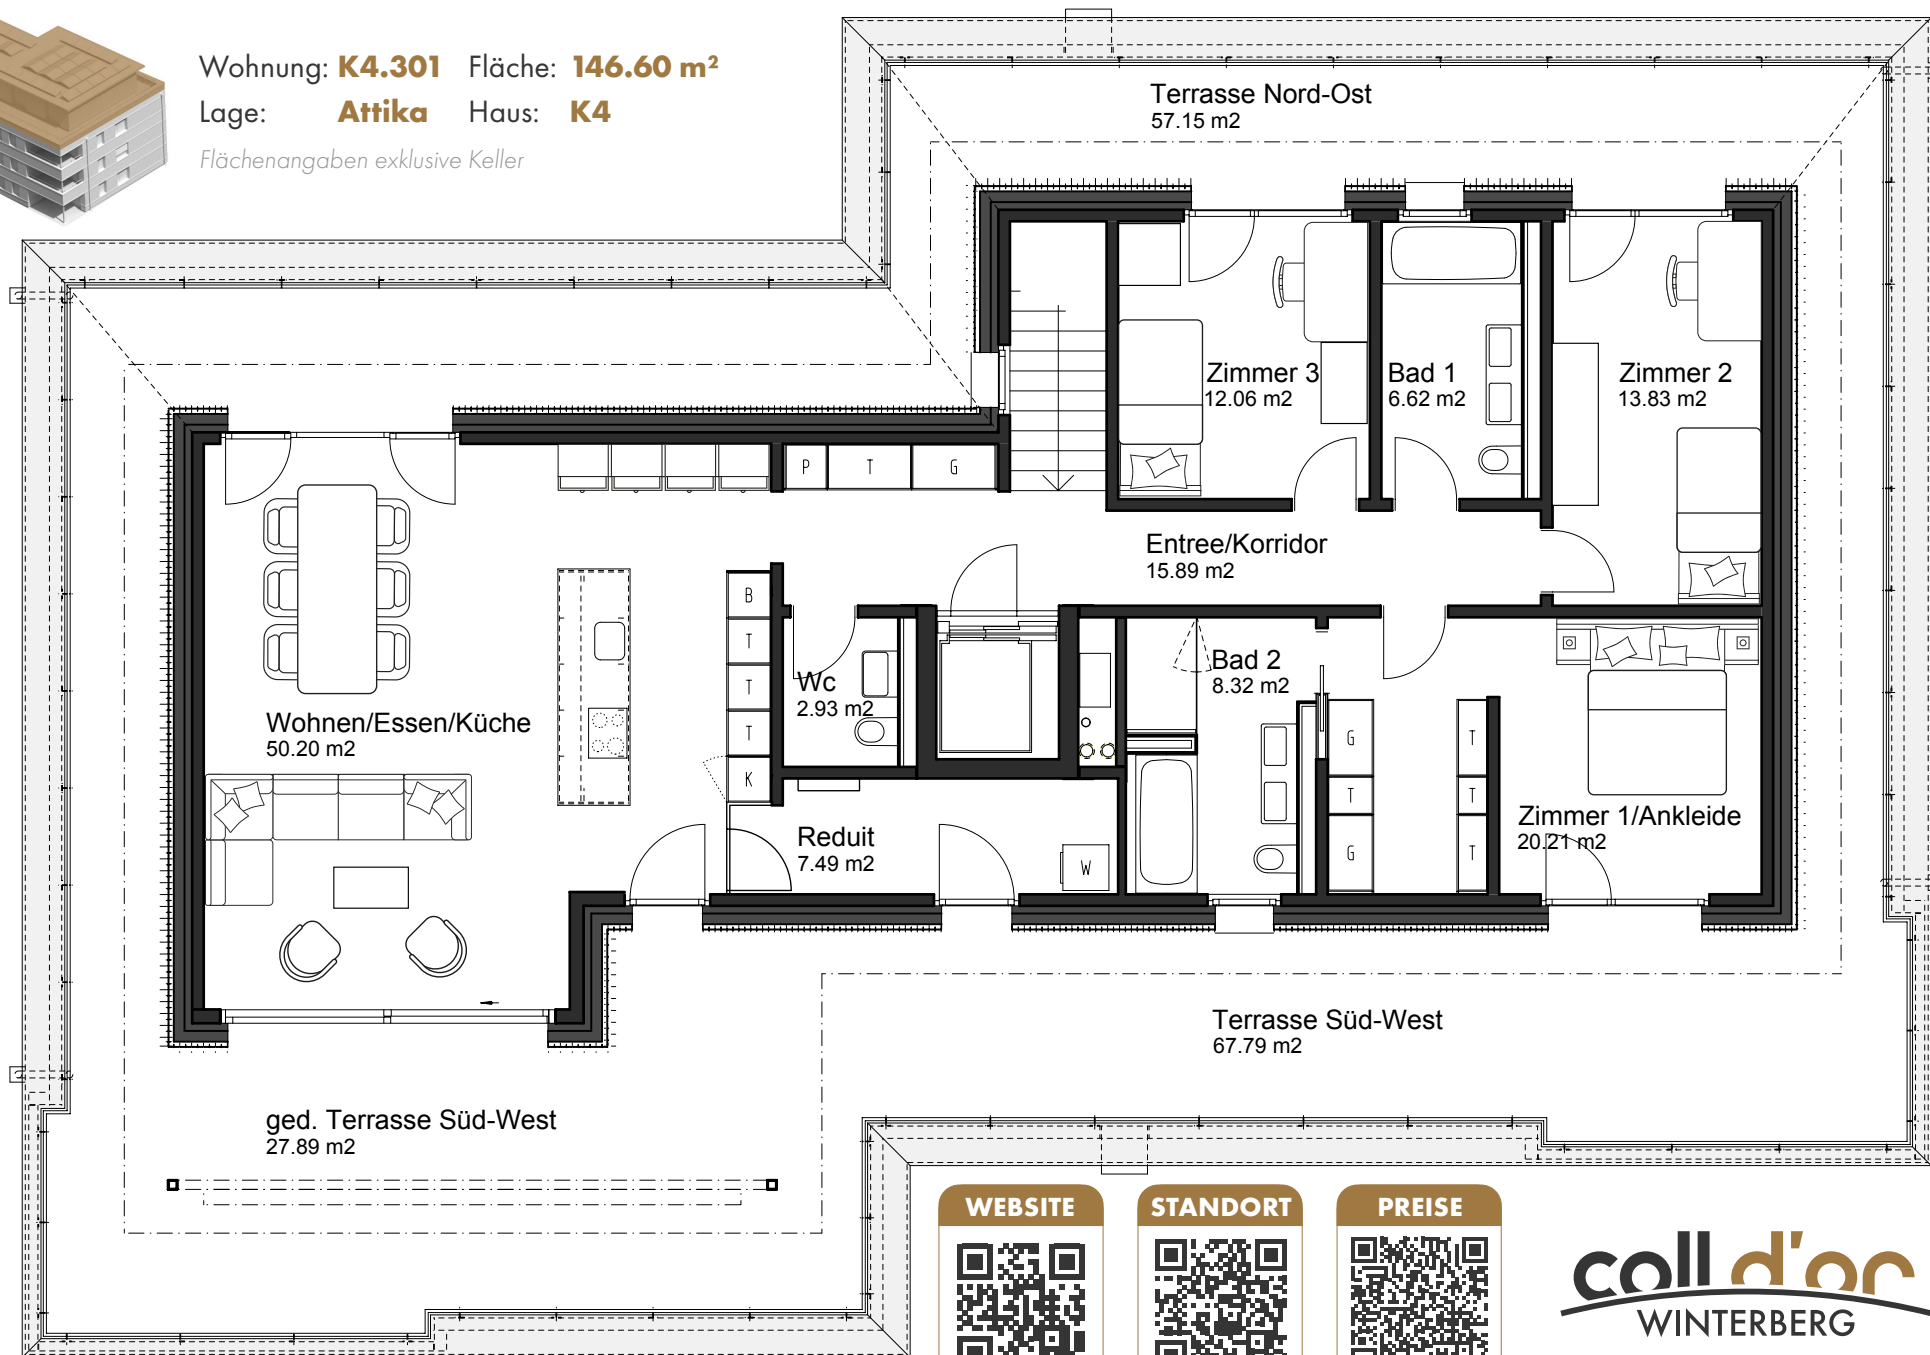 Wohnung: K4.301 Fläche: 146.60 m²
Lage: Attika Haus: K4
Flächenangaben exklusive Keller
Terrasse Nord-Ost
57.15 m2
Zimmer 3
12.06 m2
Bad 1
6.62 m2
Zimmer 2
13.83 m2
P T G
Entree/Korridor
15.89 m2
B
T
T
T
K
Wc
2.93 m2
Bad 2
8.32 m2
Wohnen/Essen/Küche
50.20 m2
G
T
G
T
T
T
Zimmer 1/Ankleide
20.21 m2
Reduit
7.49 m2
W
Terrasse Süd-West
67.79 m2
ged. Terrasse Süd-West
27.89 m2
WEBSITE
STANDORT
PREISE
coll d'or
WINTERBERG